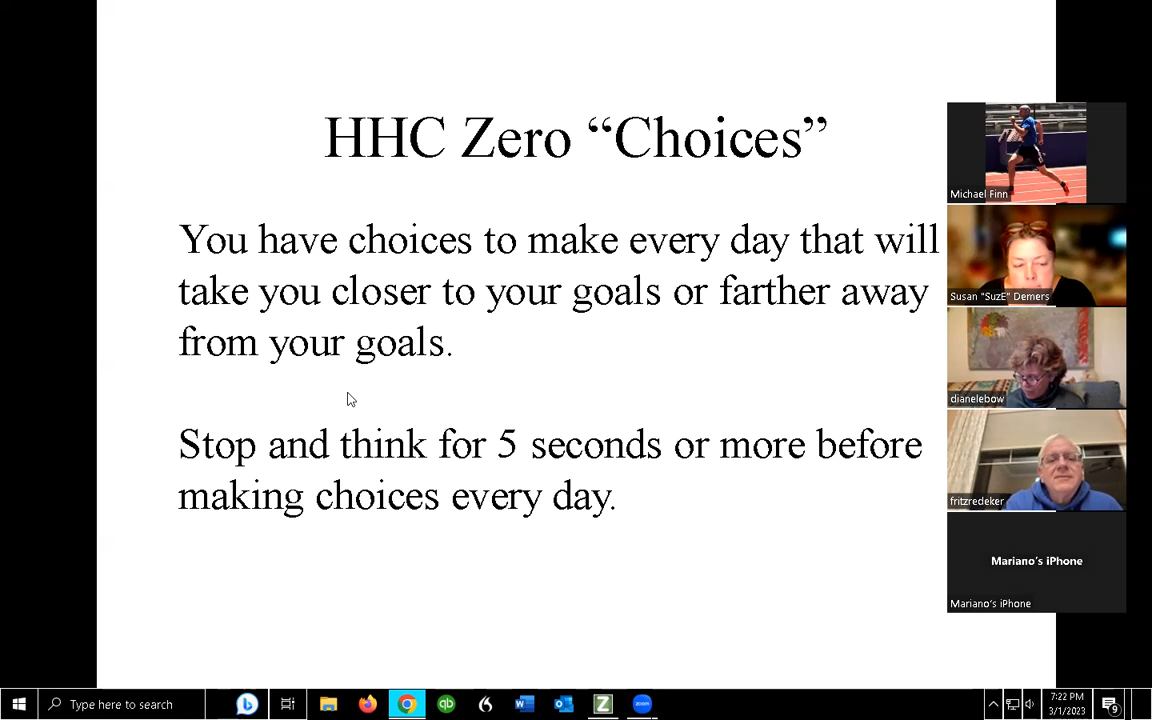 HHC Zero “Choices”
You have choices to make every day that will
take you closer to your goals or farther away
from your goals.
Stop and think for 5 seconds or more before
making choices every day.
Michael Finn
Susan "SuzE" Demers
dianelebow
fritzredeker
Mariano's iPhone
Mariano's iPhone
Type here to search
7:22 PM
3/1/2023
9